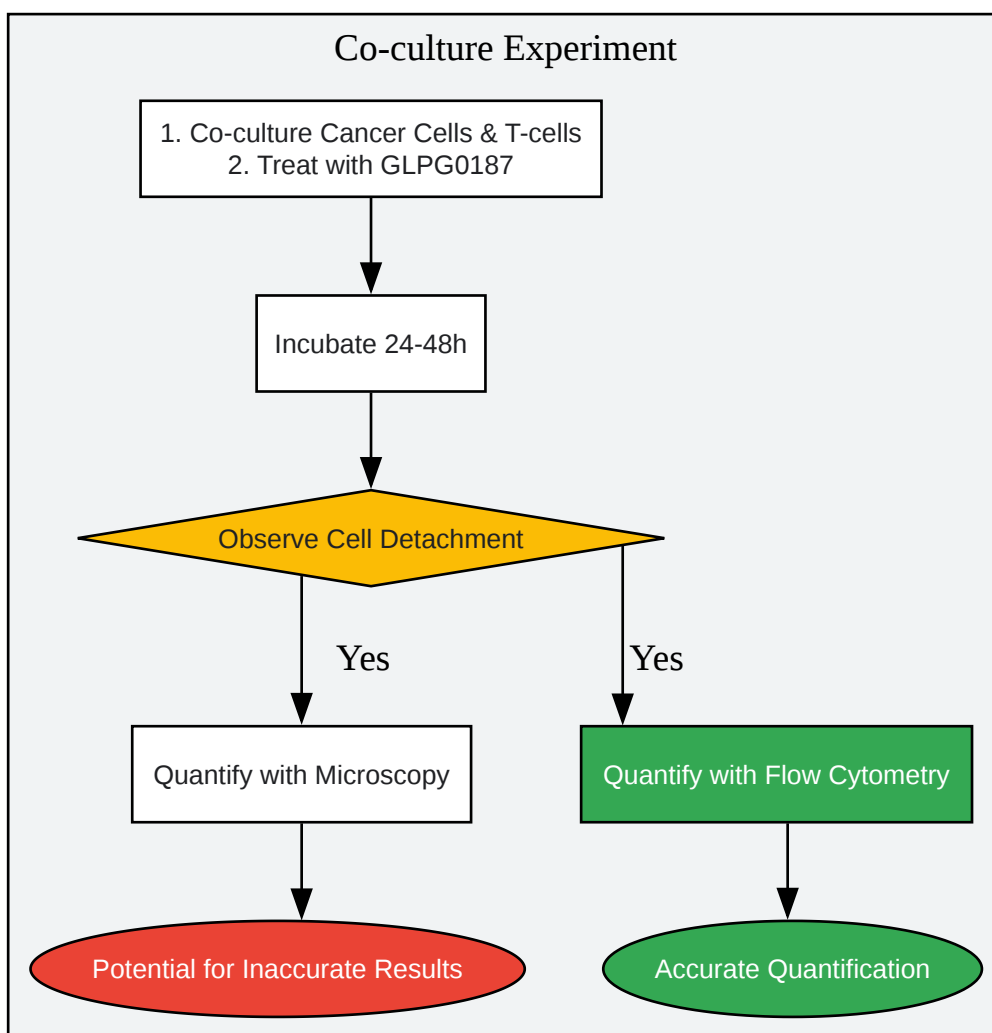 Co-culture Experiment
1. Co-culture Cancer Cells & T-cells
2. Treat with GLPG0187
Incubate 24-48h
Observe Cell Detachment
Yes
Yes
Quantify with Microscopy
Quantify with Flow Cytometry
Potential for Inaccurate Results
Accurate Quantification